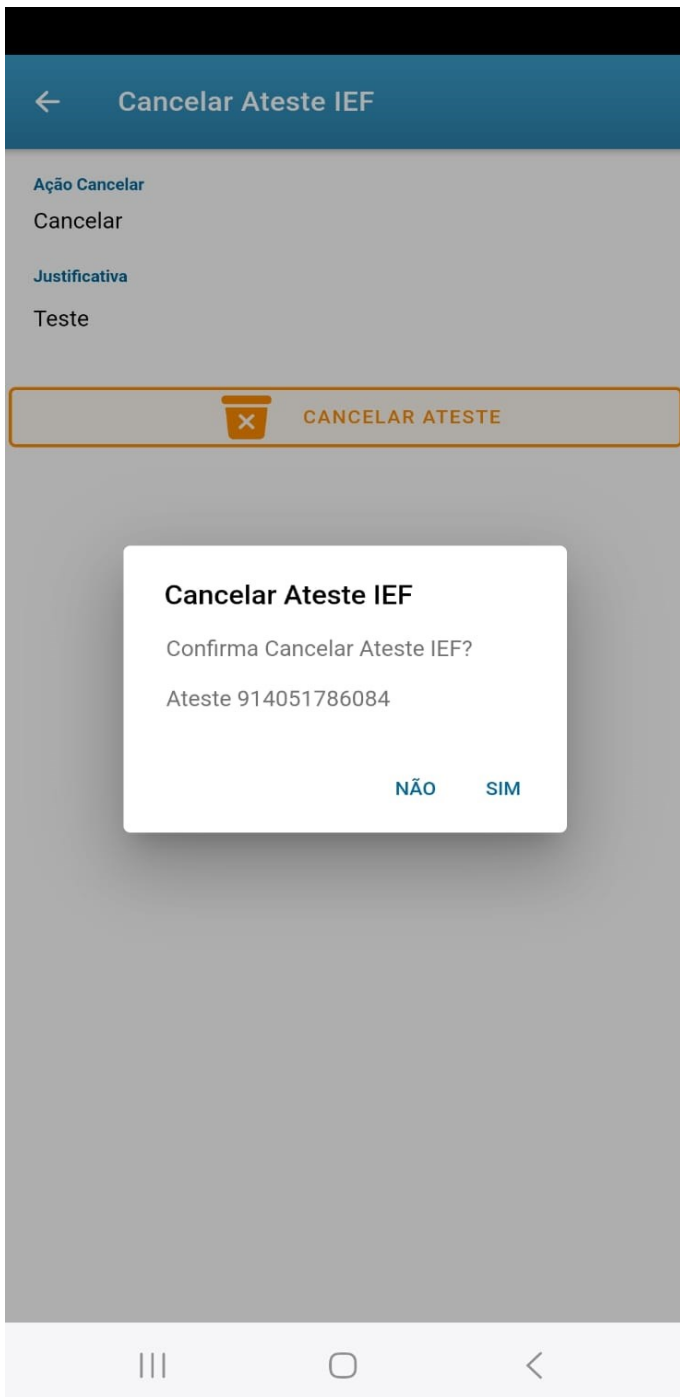 Cancelar Ateste IEF
Ação Cancelar
Cancelar
Justificativa
Teste
CANCELAR ATESTE
Cancelar Ateste IEF
Confirma Cancelar Ateste IEF?
Ateste 914051786084
NÃO SIM